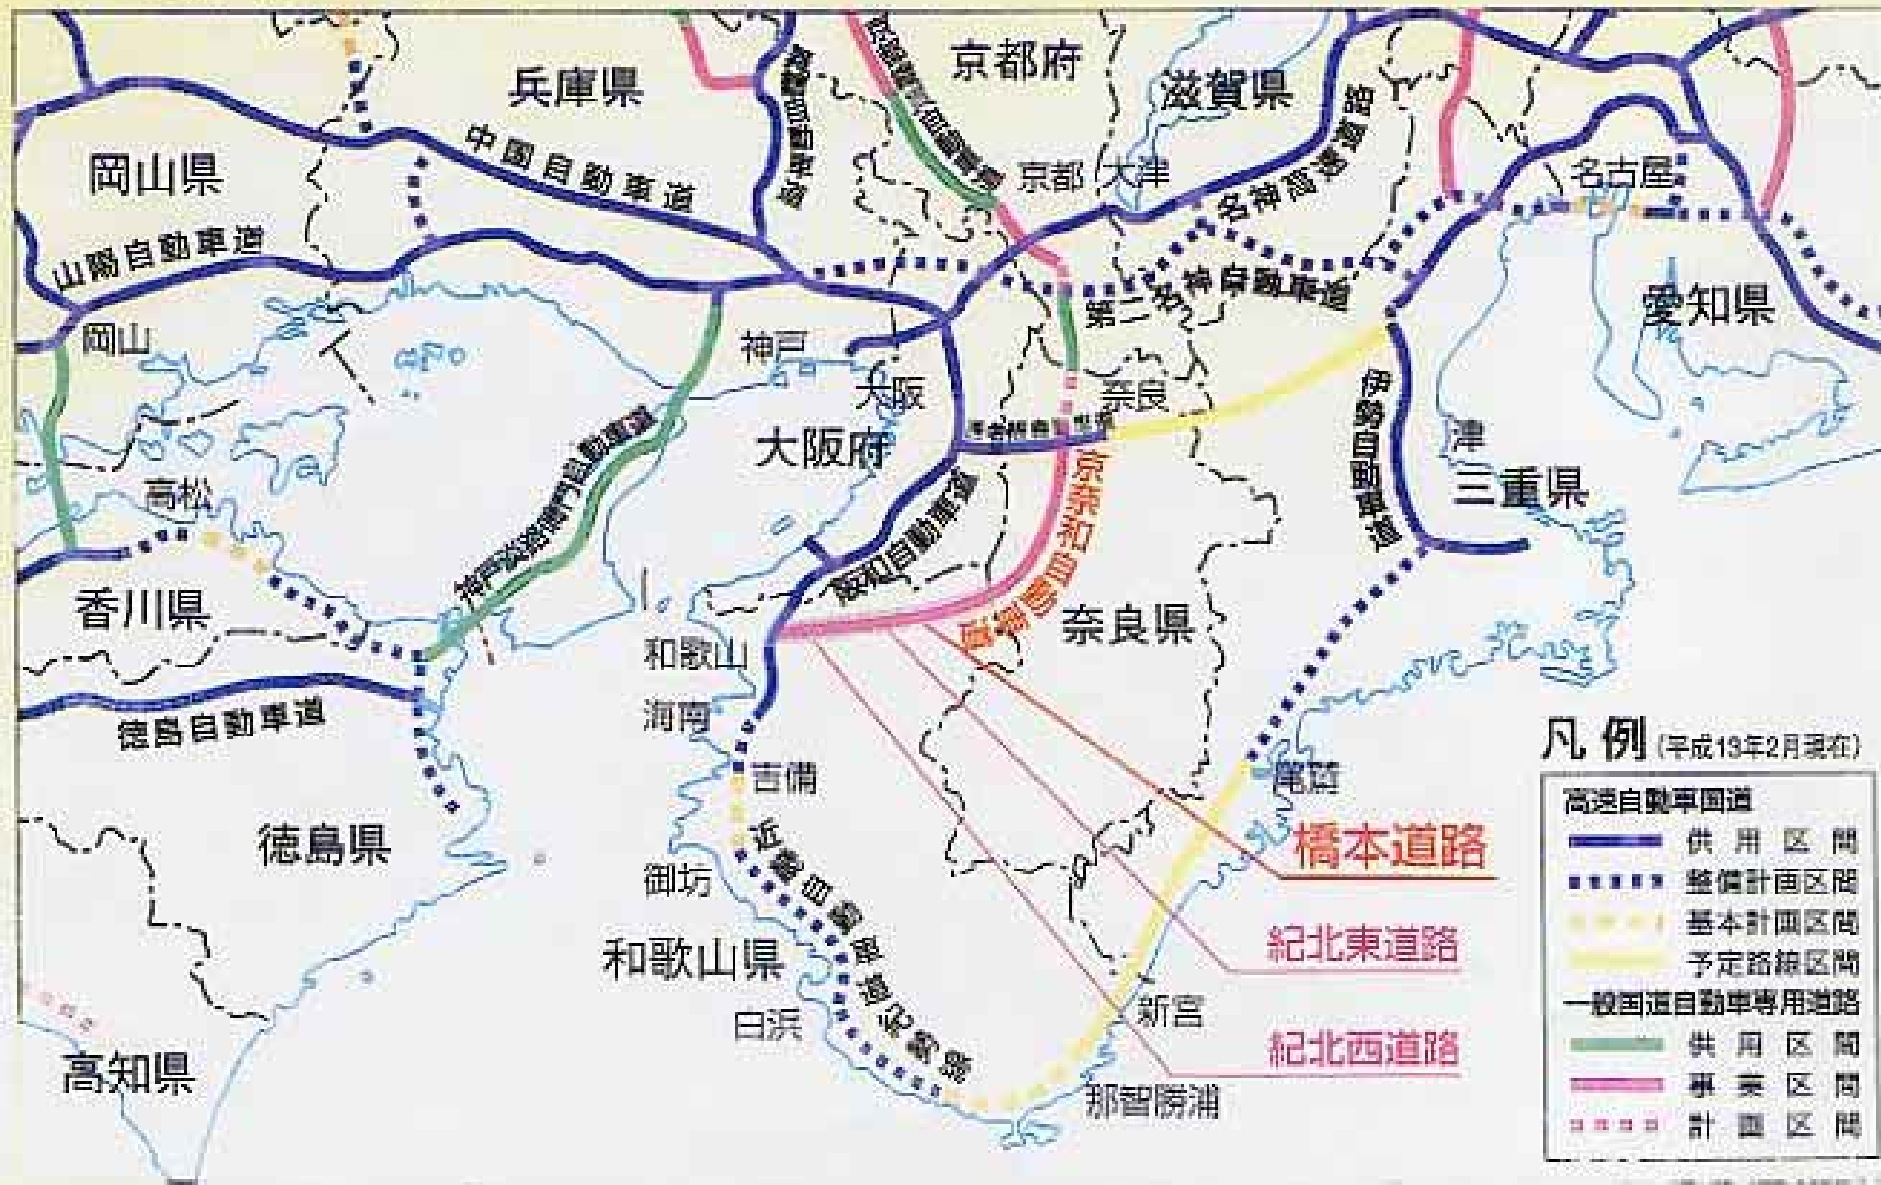 兵庫県
京都府
滋賀県
岡山県
中国自動車道
京都
大津
名神高速道路
名古屋
山陽自動車道
第二名神自動車道
愛知県
岡山
神戸
大阪
奈良
大阪府
伊勢自動車道
津
三重県
高松
神戸淡路鳴門自動車道
阪和自動車道
京奈和自動車道
香川県
奈良県
和歌山
海南
徳島自動車道
吉備
尾鷲
徳島県
近畿自動車道紀勢線
御坊
橋本道路
和歌山県
紀北東道路
白浜
新宮
紀北西道路
高知県
那智勝浦
凡例(平成13年2月現在)
高速自動車国道
供用区間
整備計画区間
基本計画区間
予定路線区間
一般国道自動車専用道路
供用区間
事業区間
計画区間